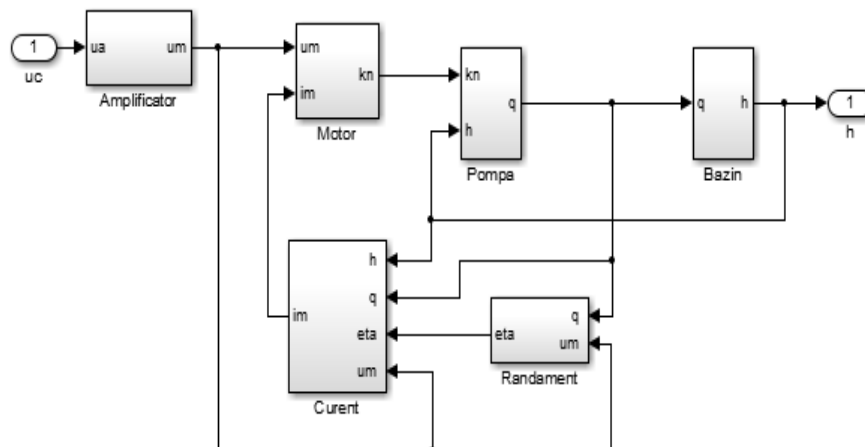 1
uc
ua
um
Amplificator
um
im
kn
Motor
kn
h
q
Pompa
q
h
Bazin
1
h
h
q
eta
um
im
Curent
q
um
eta
Randament